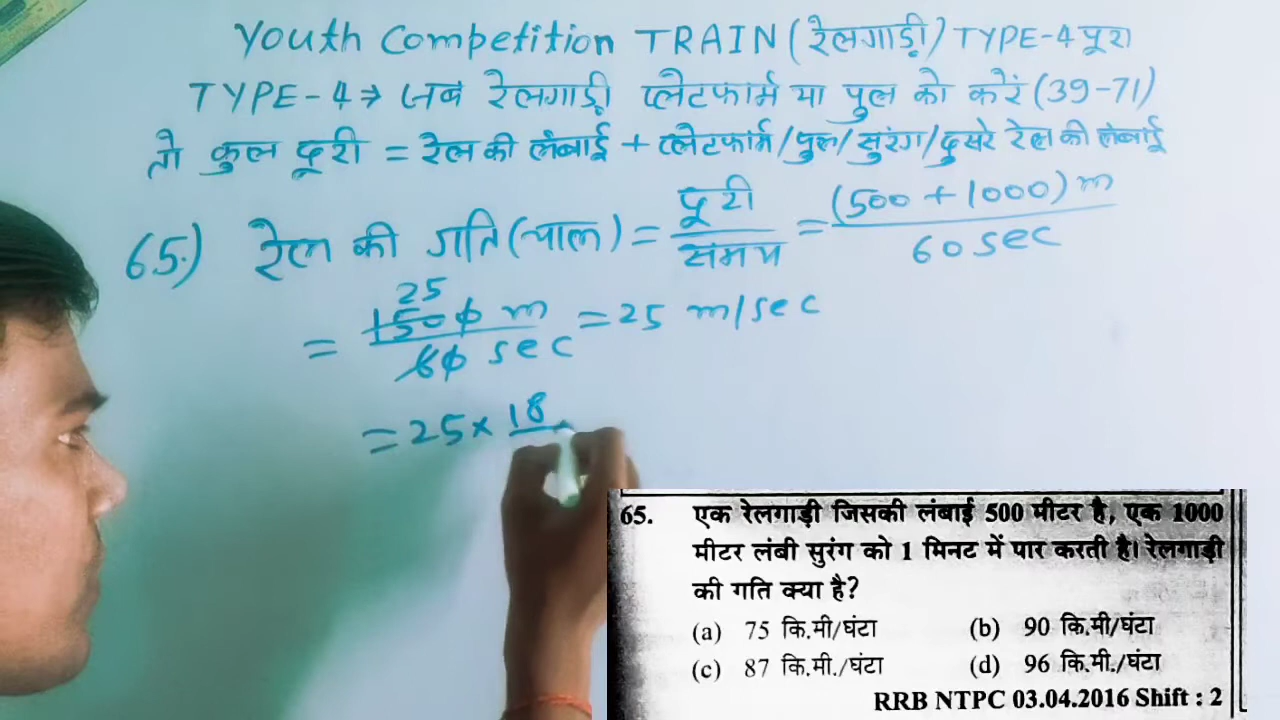 Youth Competition TRAIN (रेलगाड़ी) TYPE-4 पूरा
TYPE-4 → जब रेलगाड़ी प्लेटफार्म या पुल को करें (39-71)
तो कुल दूरी = रेल की लंबाई + प्लेटफार्म/पुल/सुरंग/दुसरे रेल की लंबाई
65.) रेल की गति (चाल) = दूरी/समय = (500 + 1000) m/60 sec
= 25 1500 m/60 sec = 25 m/sec
= 25 × 18
65. एक रेलगाड़ी जिसकी लंबाई 500 मीटर है, एक 1000
मीटर लंबी सुरंग को 1 मिनट में पार करती है। रेलगाड़ी
की गति क्या है?
(a) 75 कि.मी/घंटा (b) 90 कि.मी/घंटा
(c) 87 कि.मी./घंटा (d) 96 कि.मी./घंटा
RRB NTPC 03.04.2016 Shift : 2